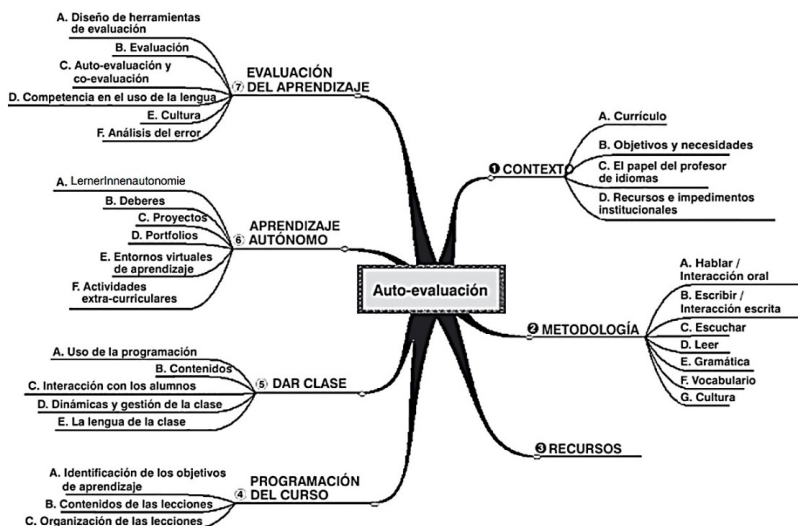 Auto-evaluación
❶ CONTEXTO
A. Currículo
B. Objetivos y necesidades
C. El papel del profesor
de idiomas
D. Recursos e impedimentos
institucionales
❷ METODOLOGÍA
A. Hablar /
Interacción oral
B. Escribir /
Interacción escrita
C. Escuchar
D. Leer
E. Gramática
F. Vocabulario
G. Cultura
❸ RECURSOS
④ PROGRAMACIÓN
DEL CURSO
A. Identificación de los objetivos
de aprendizaje
B. Contenidos de las lecciones
C. Organización de las lecciones
⑤ DAR CLASE
A. Uso de la programación
B. Contenidos
C. Interacción con los alumnos
D. Dinámicas y gestión de la clase
E. La lengua de la clase
⑥ APRENDIZAJE
AUTÓNOMO
A. LernerInnenautonomie
B. Deberes
C. Proyectos
D. Portfolios
E. Entornos virtuales
de aprendizaje
F. Actividades
extra-curriculares
⑦ EVALUACIÓN
DEL APRENDIZAJE
A. Diseño de herramientas
de evaluación
B. Evaluación
C. Auto-evaluación y
co-evaluación
D. Competencia en el uso de la lengua
E. Cultura
F. Análisis del error